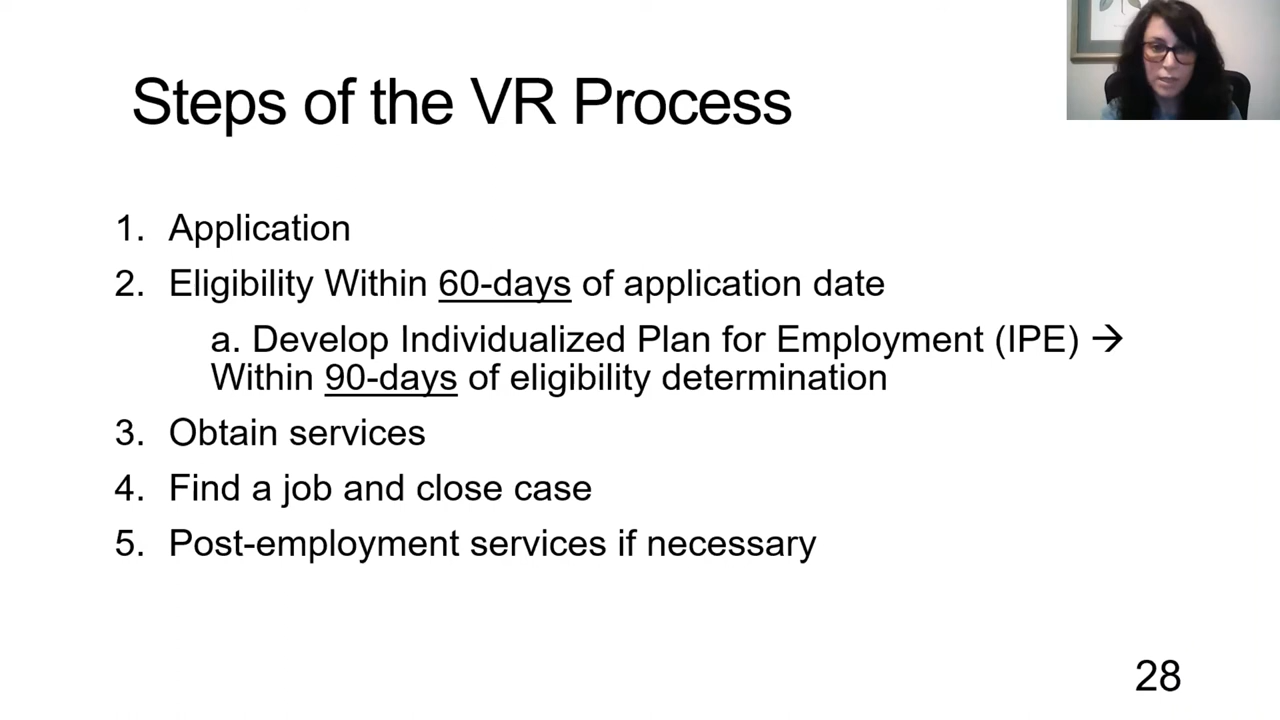 Steps of the VR Process
1. Application
2. Eligibility Within 60-days of application date
a. Develop Individualized Plan for Employment (IPE) →
Within 90-days of eligibility determination
3. Obtain services
4. Find a job and close case
5. Post-employment services if necessary
28